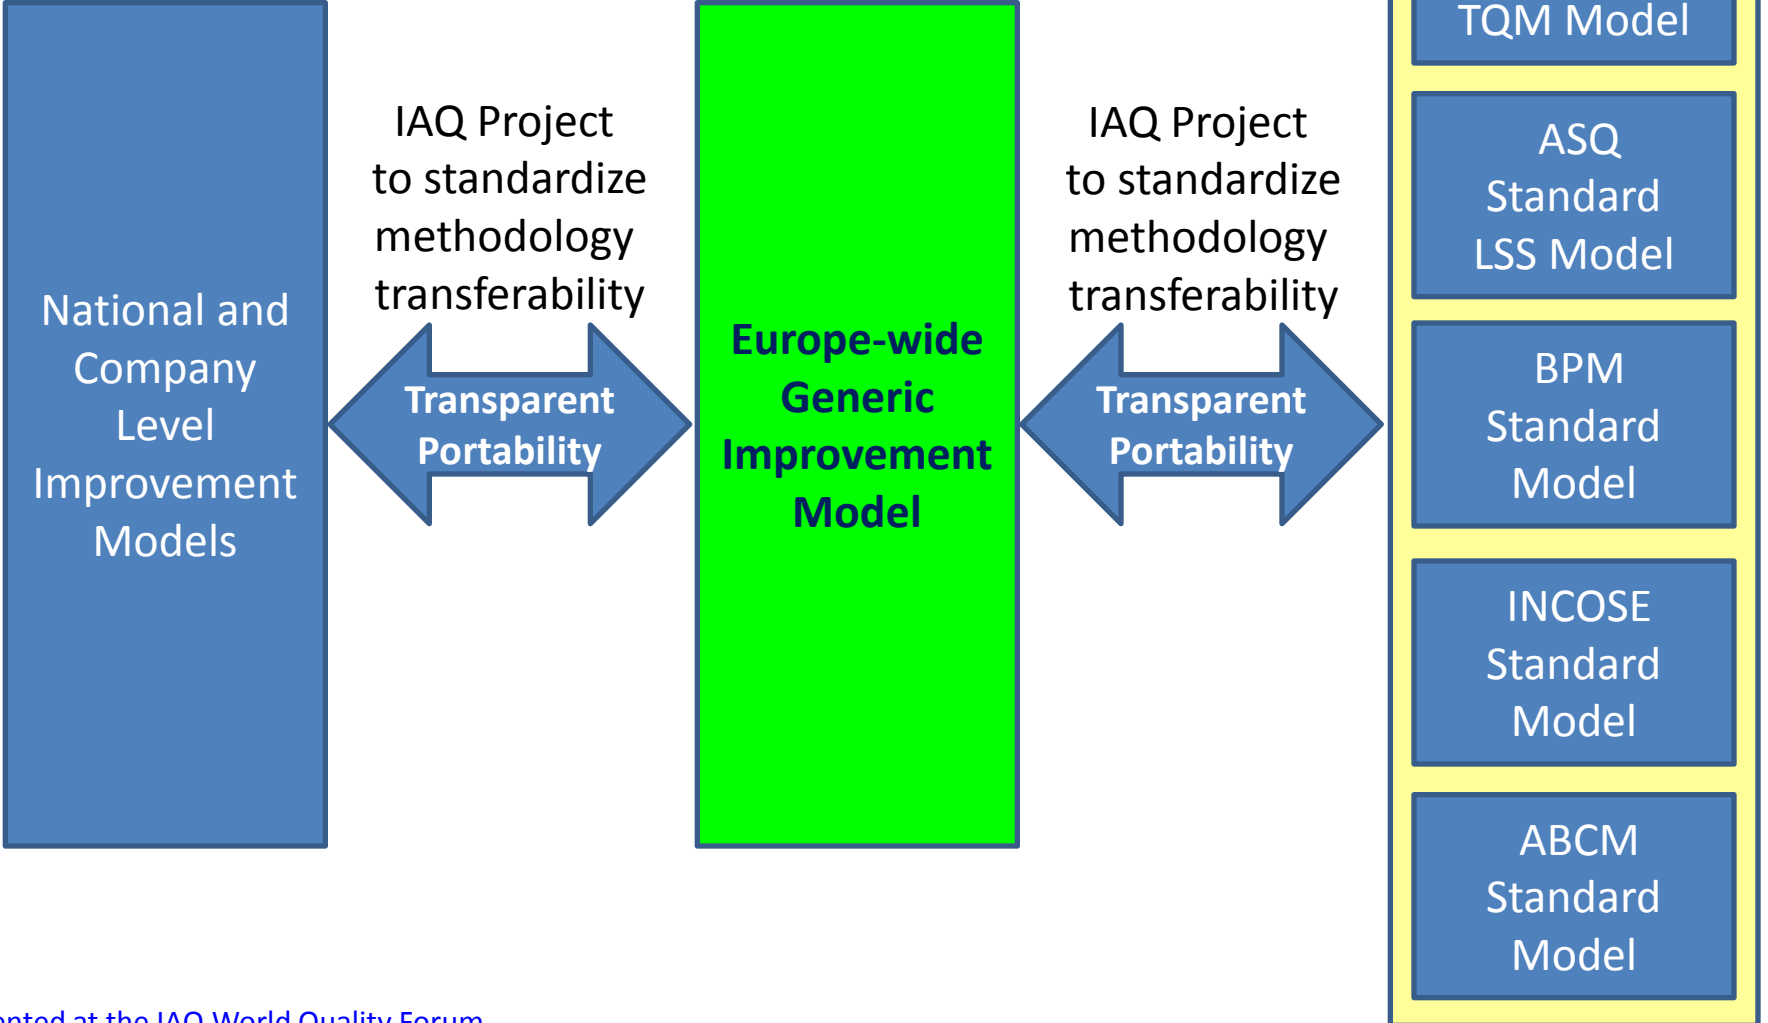 National and
Company
Level
Improvement
Models
IAQ Project
to standardize
methodology
transferability
Transparent
Portability
Europe-wide
Generic
Improvement
Model
IAQ Project
to standardize
methodology
transferability
Transparent
Portability
TQM Model
ASQ
Standard
LSS Model
BPM
Standard
Model
INCOSE
Standard
Model
ABCM
Standard
Model
at the IAQ World Quality Forum